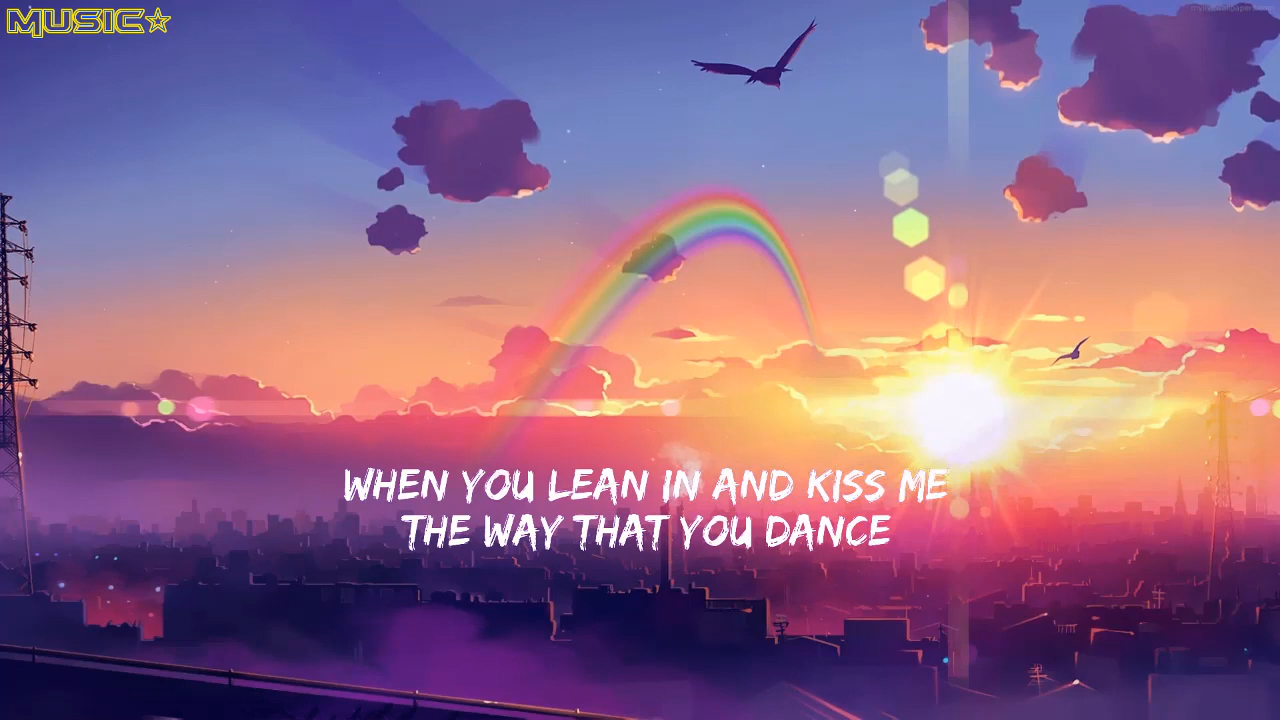 MUSIC☆
WHEN YOU LEAN IN AND KISS ME
THE WAY THAT YOU DANCE